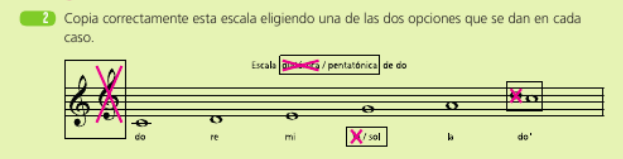 2 Copia correctamente esta escala eligiendo una de las dos opciones que se dan en cada
caso.
Escala / pentatónica de do
do re mi / sol la do'